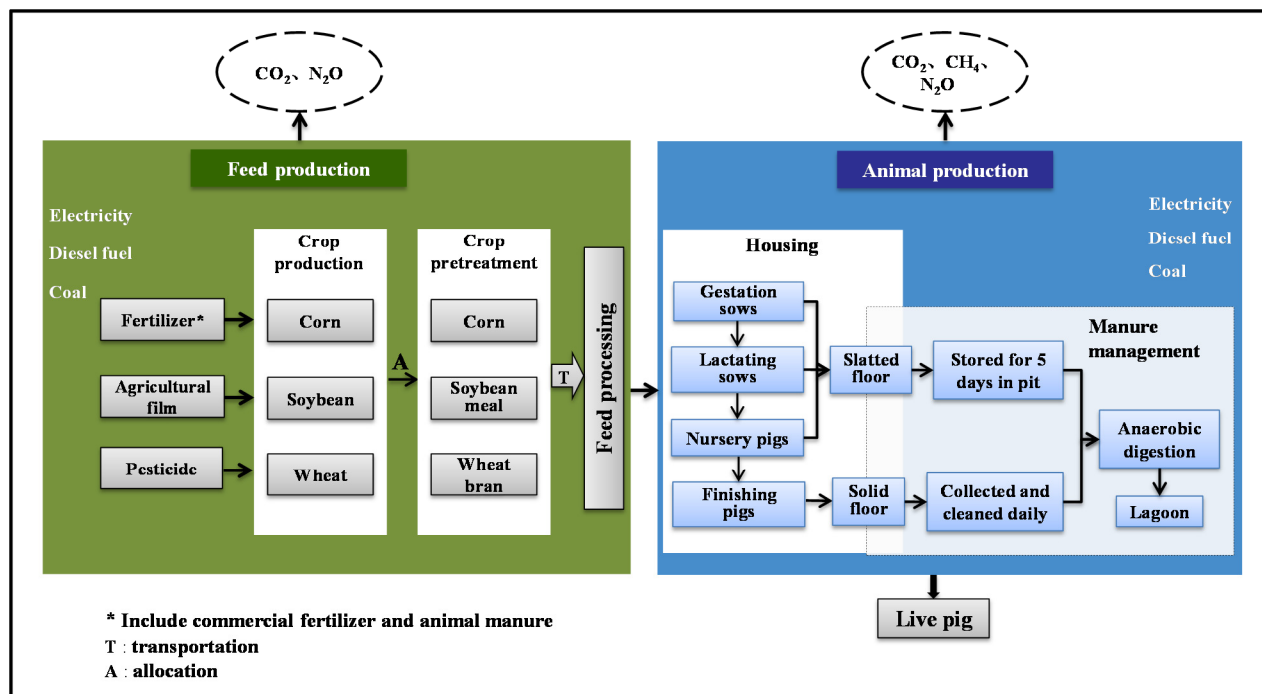 CO₂、N₂O
CO₂、CH₄、
N₂O
Feed production
Animal production
Electricity
Diesel fuel
Coal
Fertilizer*
Agricultural
film
Pesticide
Crop
production
Corn
Soybean
Wheat
A
Crop
pretreatment
Corn
Soybean
meal
Wheat
bran
T
Feed processing
Electricity
Diesel fuel
Coal
Housing
Gestation
sows
Lactating
sows
Nursery pigs
Finishing
pigs
Slatted
floor
Solid
floor
Manure
management
Stored for 5
days in pit
Collected and
cleaned daily
Anaerobic
digestion
Lagoon
Live pig
* Include commercial fertilizer and animal manure
T : transportation
A : allocation